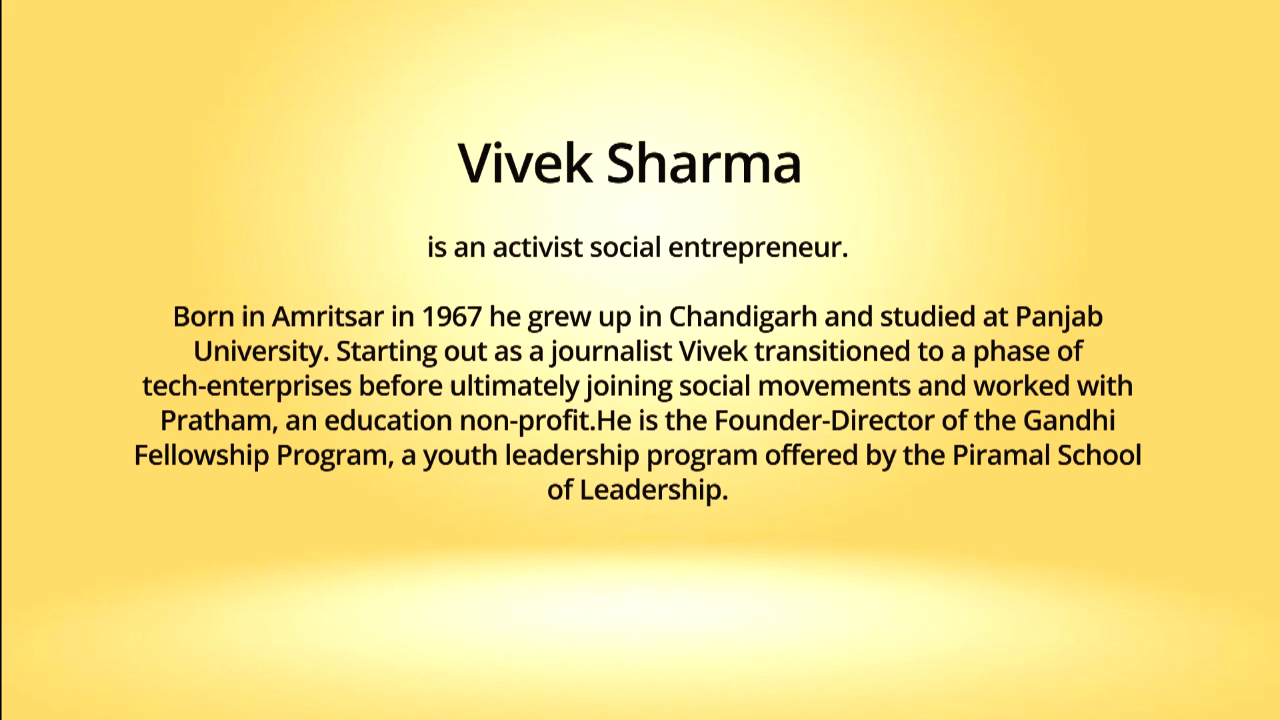 Vivek Sharma
is an activist social entrepreneur.
Born in Amritsar in 1967 he grew up in Chandigarh and studied at Panjab
University. Starting out as a journalist Vivek transitioned to a phase of
tech-enterprises before ultimately joining social movements and worked with
Pratham, an education non-profit.He is the Founder-Director of the Gandhi
Fellowship Program, a youth leadership program offered by the Piramal School
of Leadership.